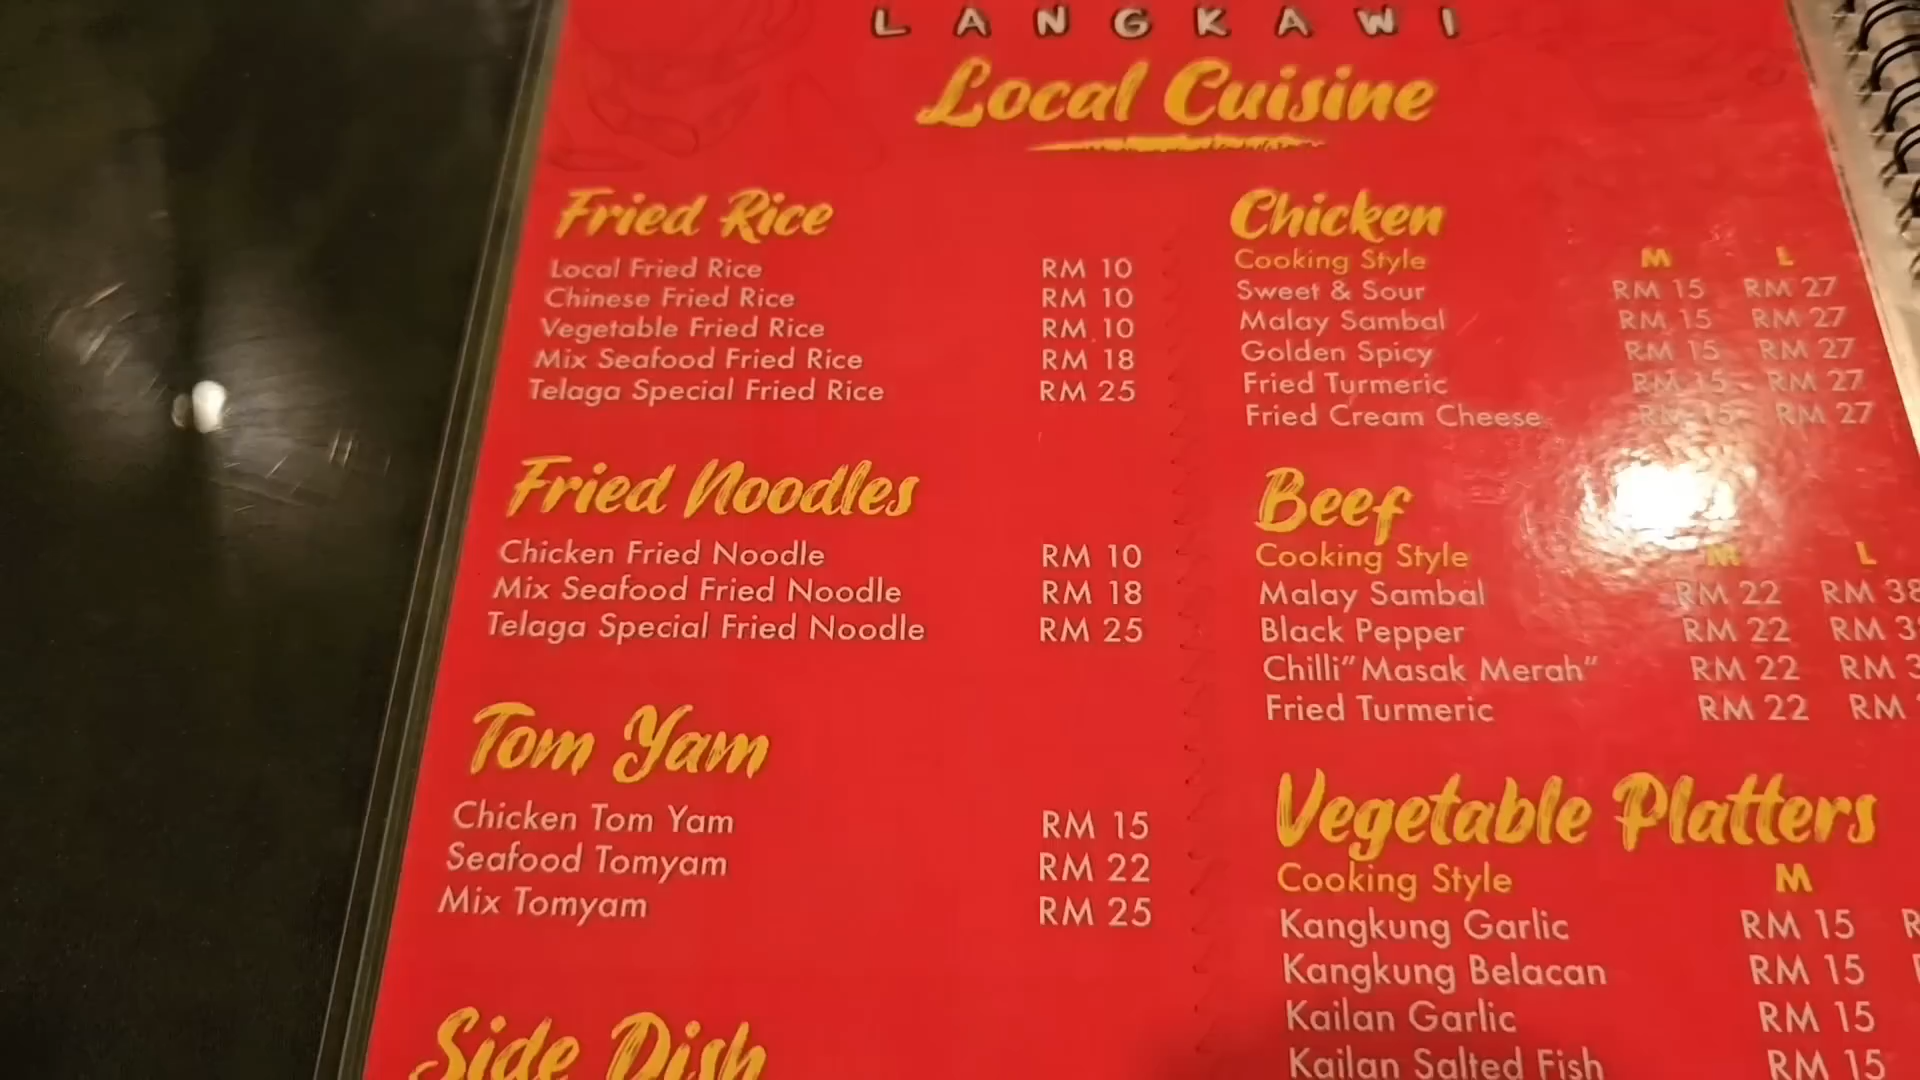 LANGKAWI
Local Cuisine
Fried Rice
Local Fried Rice RM 10
Chinese Fried Rice RM 10
Vegetable Fried Rice RM 10
Mix Seafood Fried Rice RM 18
Telaga Special Fried Rice RM 25
Fried Noodles
Chicken Fried Noodle RM 10
Mix Seafood Fried Noodle RM 18
Telaga Special Fried Noodle RM 25
Tom Yam
Chicken Tom Yam RM 15
Seafood Tomyam RM 22
Mix Tomyam RM 25
Side Dish
Chicken
Cooking Style M L
Sweet & Sour RM 15 RM 27
Malay Sambal RM 15 RM 27
Golden Spicy RM 15 RM 27
Fried Turmeric RM 15 RM 27
Fried Cream Cheese RM 15 RM 27
Beef
Cooking Style M L
Malay Sambal RM 22 RM 38
Black Pepper RM 22 RM
Chilli"Masak Merah" RM 22 RM
Fried Turmeric RM 22 RM
Vegetable Platters
Cooking Style M
Kangkung Garlic RM 15
Kangkung Belacan RM 15
Kailan Garlic RM 15
Kailan Salted Fish RM 15